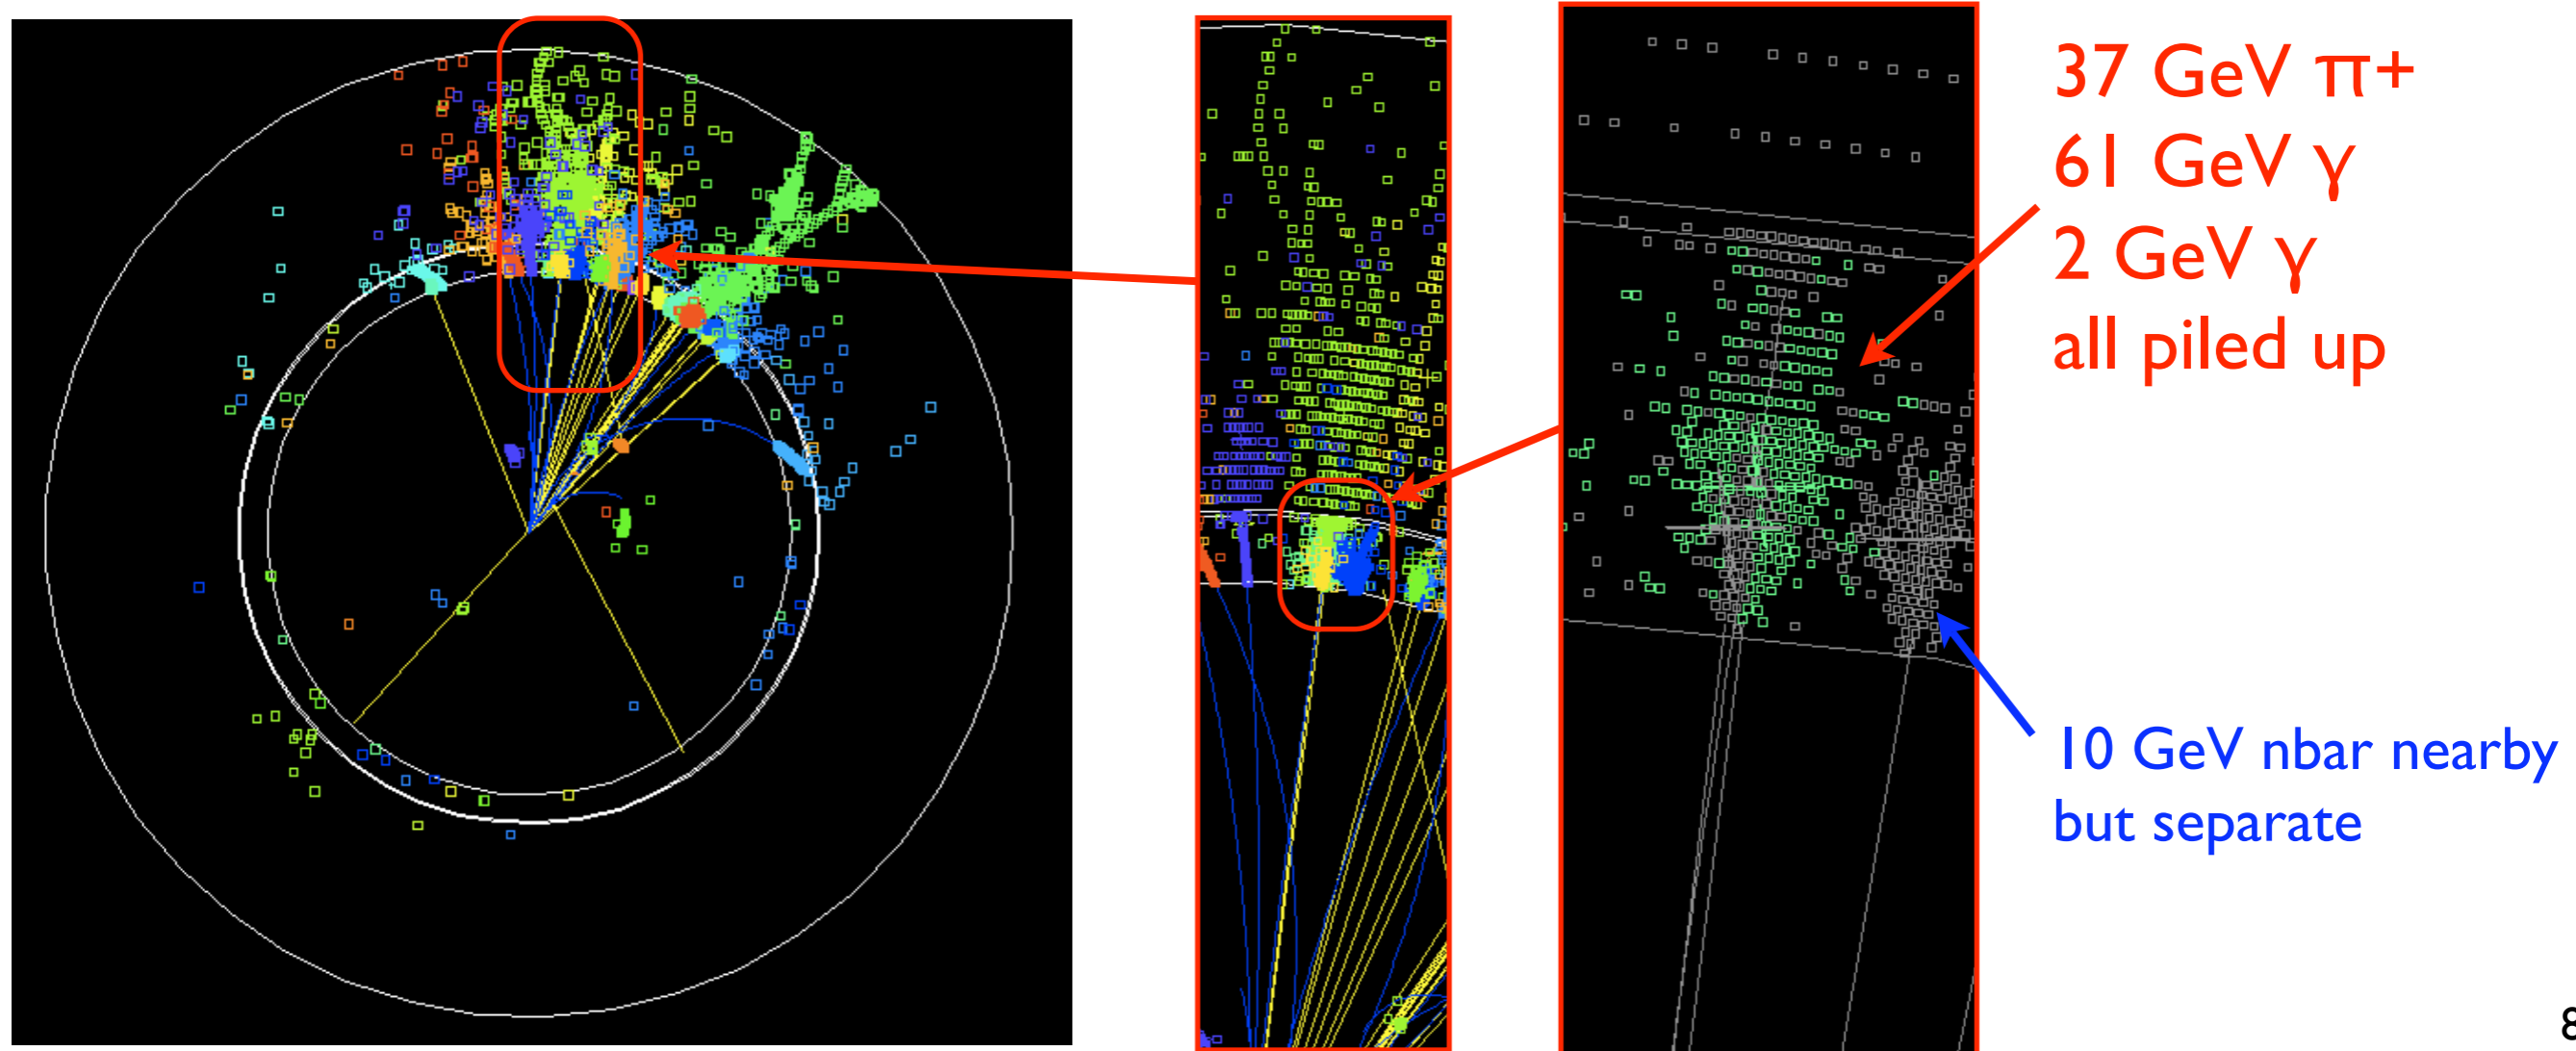 37 GeV π+
61 GeV γ
2 GeV γ
all piled up
10 GeV nbar nearby
but separate
8